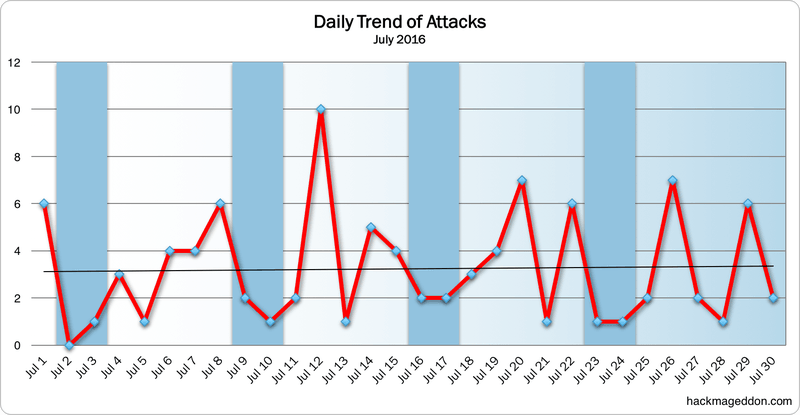 Daily Trend of Attacks
July 2016
12
10
8
6
4
2
0
Jul 1
Jul 2
Jul 3
Jul 4
Jul 5
Jul 6
Jul 7
Jul 8
Jul 9
Jul 10
Jul 11
Jul 12
Jul 13
Jul 14
Jul 15
Jul 16
Jul 17
Jul 18
Jul 19
Jul 20
Jul 21
Jul 22
Jul 23
Jul 24
Jul 25
Jul 26
Jul 27
Jul 28
Jul 29
Jul 30
hackmageddon.com